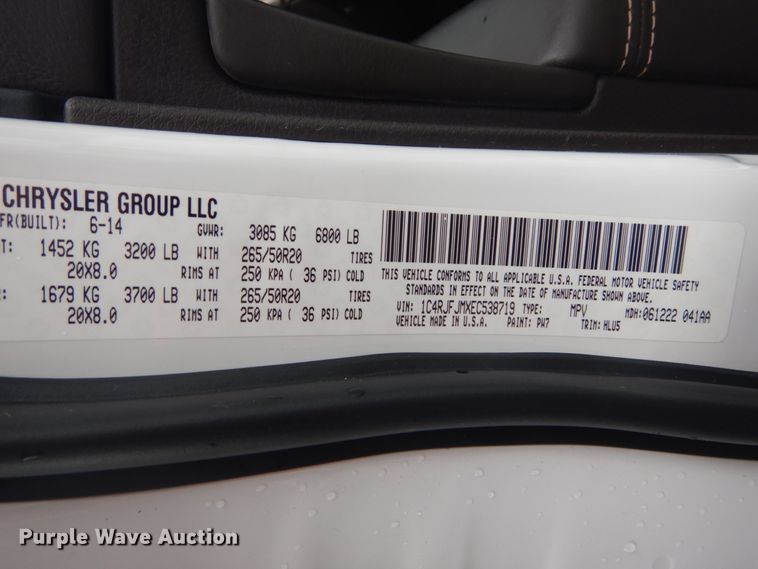 CHRYSLER GROUP LLC
FR(BUILT): 6-14 GVWR: 3085 KG 6800 LB
T: 1452 KG 3200 LB WITH 265/50R20 TIRES
20X8.0 RIMS AT 250 KPA ( 36 PSI) COLD
: 1679 KG 3700 LB WITH 265/50R20 TIRES
20X8.0 RIMS AT 250 KPA ( 36 PSI) COLD
THIS VEHICLE CONFORMS TO ALL APPLICABLE U.S.A. FEDERAL MOTOR VEHICLE SAFETY
STANDARDS IN EFFECT ON THE DATE OF MANUFACTURE SHOWN ABOVE.
VIN: 1C4RJFJMXEC538719 TYPE: MPV MDH:061222 041AA
VEHICLE MADE IN U.S.A. PAINT: PW7 TRIM: HLU5
Purple Wave Auction